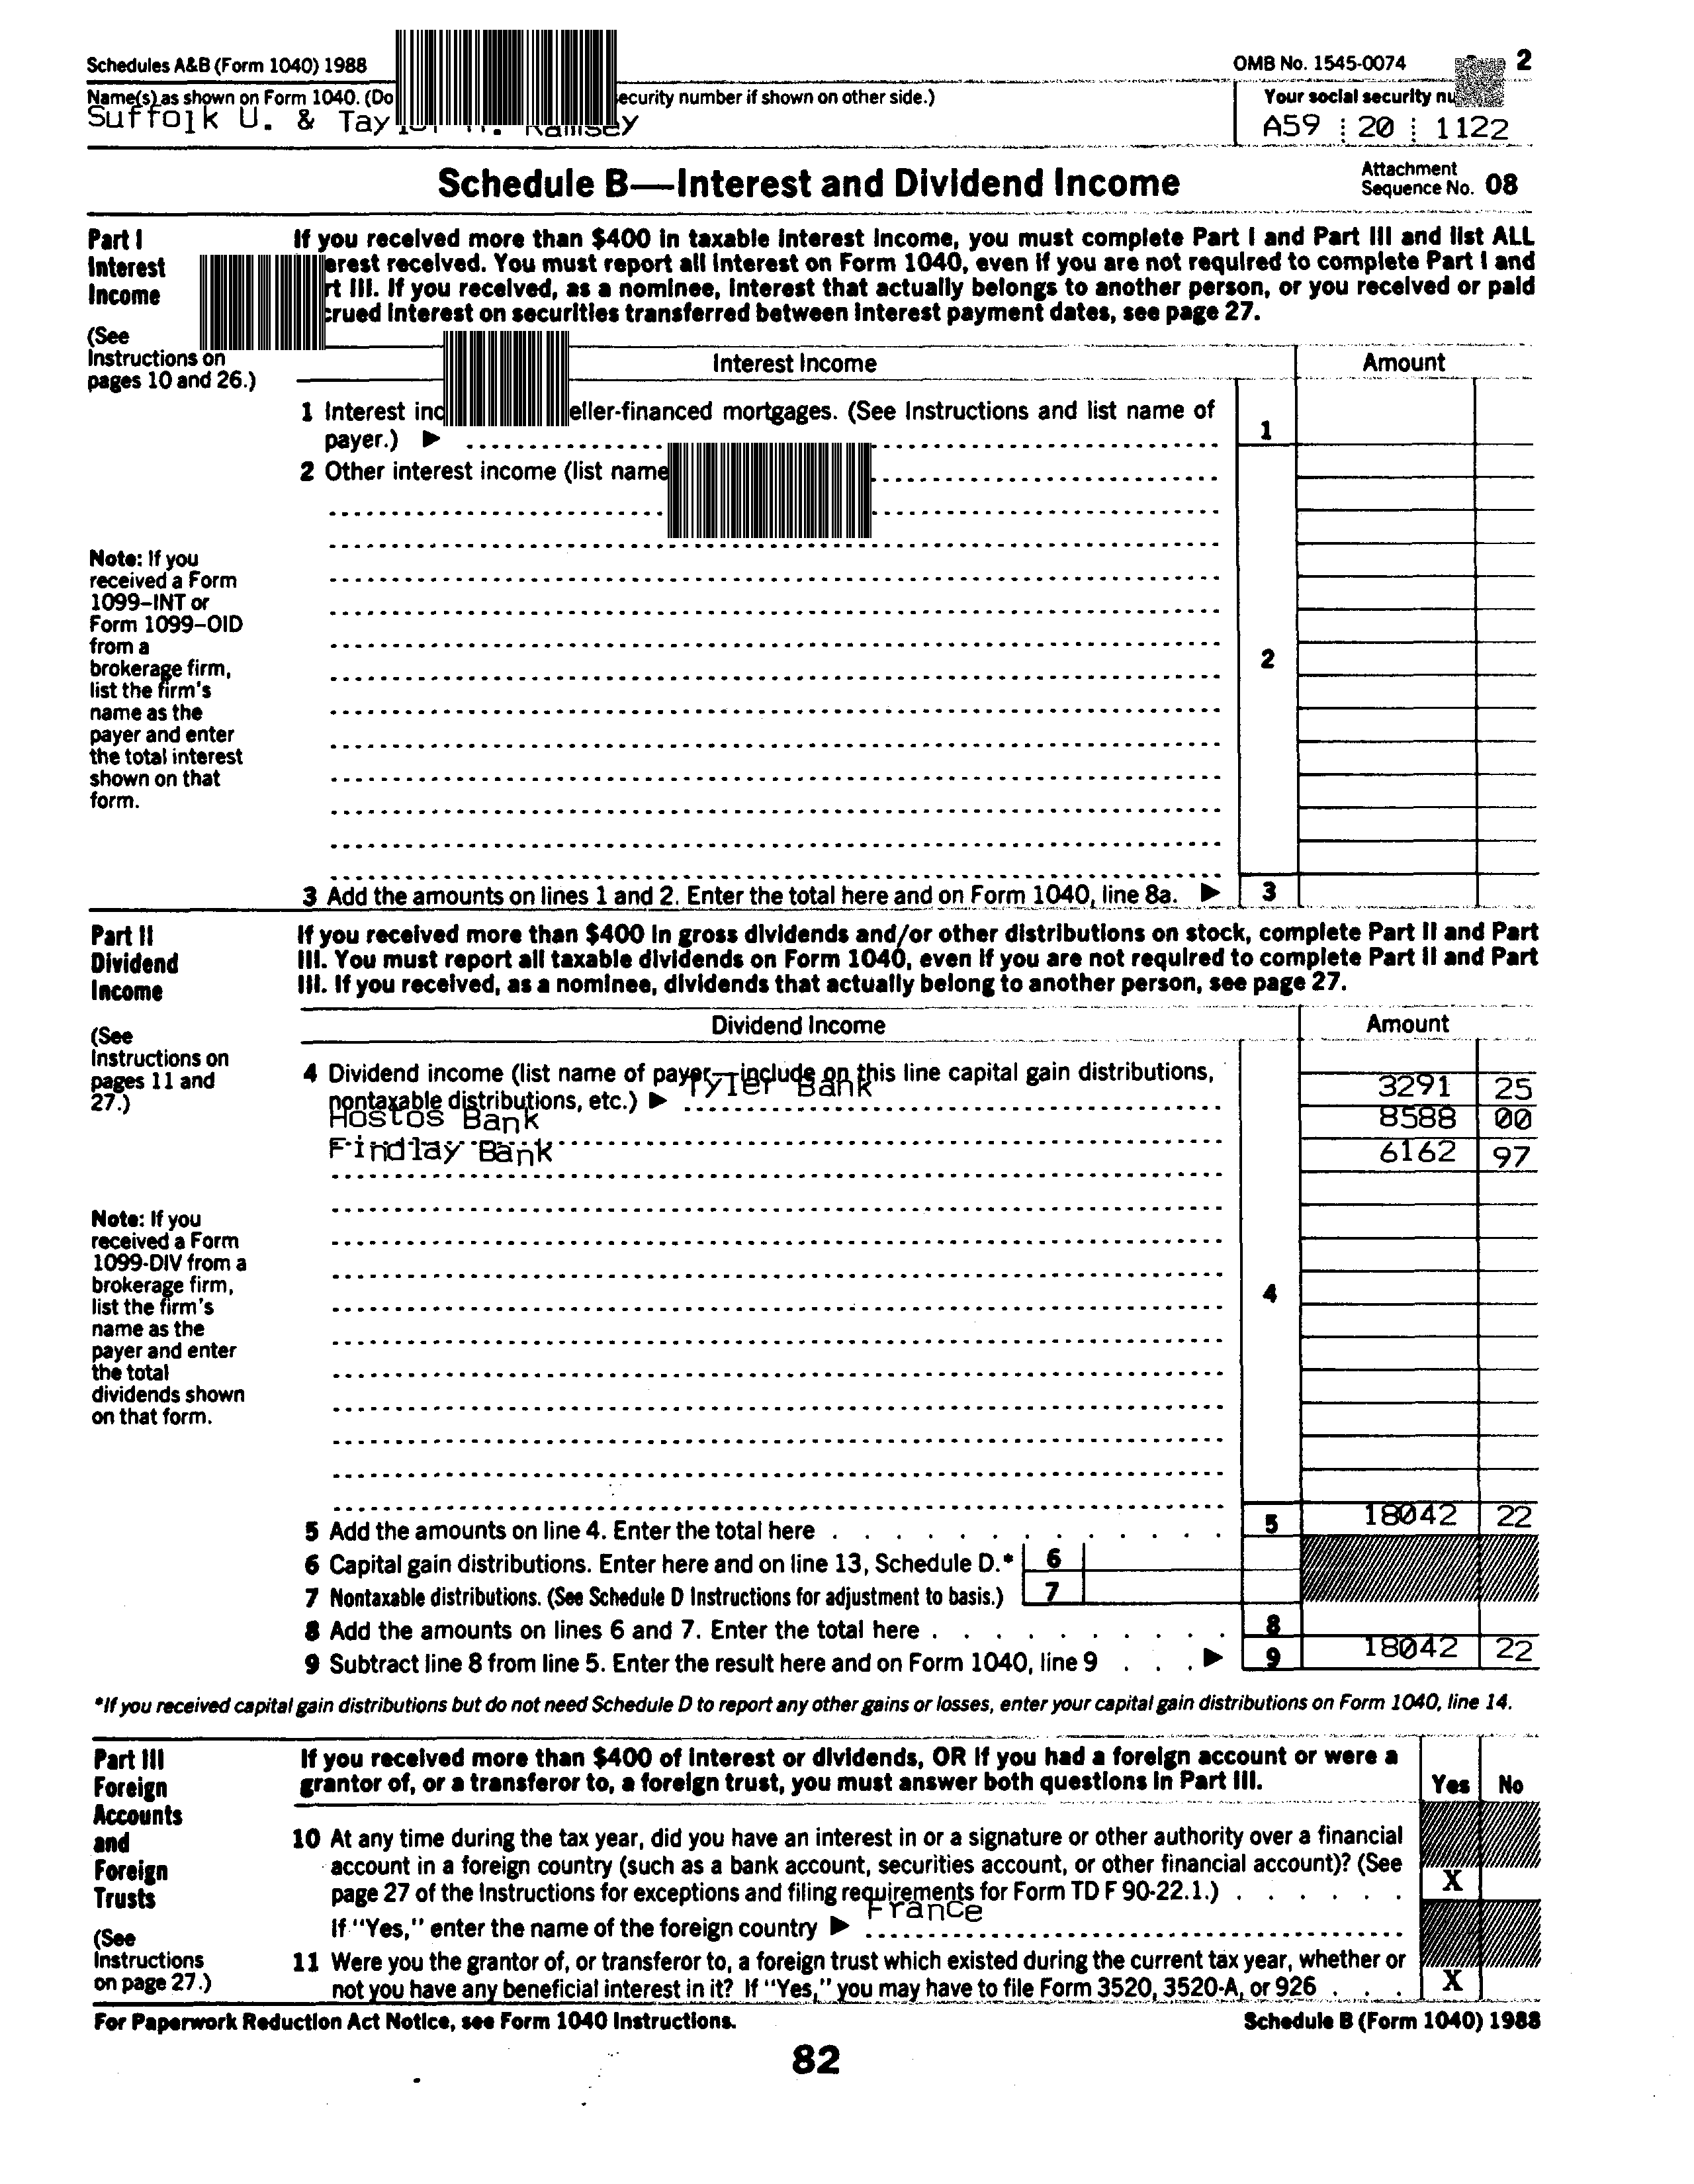 Schedules A&B (Form 1040) 1988
OMB No. 1545-0074
2
Name(s) as shown on Form 1040. (Do
ecurity number if shown on other side.)
Your social security
Suffolk U. & Tay
A59 20 1122
Schedule B—Interest and Dividend Income
Attachment
Sequence No. 08
Part I
Interest
Income
(See
Instructions on
pages 10 and 26.)
If you received more than $400 in taxable interest income, you must complete Part I and Part III and list ALL
erest received. You must report all interest on Form 1040, even if you are not required to complete Part I and
rt III. If you received, as a nominee, interest that actually belongs to another person, or you received or paid
crued interest on securities transferred between interest payment dates, see page 27.
Interest Income
Amount
1 Interest inc
eller-financed mortgages. (See Instructions and list name of
payer.) ▶
1
2 Other interest income (list name
Note: If you
received a Form
1099–INT or
Form 1099–OID
from a
brokerage firm,
list the firm's
name as the
payer and enter
the total interest
shown on that
form.
2
3 Add the amounts on lines 1 and 2. Enter the total here and on Form 1040, line 8a. ▶
3
Part II
Dividend
Income
(See
Instructions on
pages 11 and
27.)
If you received more than $400 in gross dividends and/or other distributions on stock, complete Part II and Part
III. You must report all taxable dividends on Form 1040, even if you are not required to complete Part II and Part
III. If you received, as a nominee, dividends that actually belong to another person, see page 27.
Dividend Income
Amount
4 Dividend income (list name of payer—include on this line capital gain distributions,
nontaxable distributions, etc.) ▶
Tyler Bank
3291 25
Hostos Bank
8588 00
Findlay Bank
6162 97
Note: If you
received a Form
1099-DIV from a
brokerage firm,
list the firm's
name as the
payer and enter
the total
dividends shown
on that form.
4
5 Add the amounts on line 4. Enter the total here
5
18042 22
6 Capital gain distributions. Enter here and on line 13, Schedule D.*
6
7 Nontaxable distributions. (See Schedule D Instructions for adjustment to basis.)
7
8 Add the amounts on lines 6 and 7. Enter the total here
8
9 Subtract line 8 from line 5. Enter the result here and on Form 1040, line 9 ▶
9
18042 22
*If you received capital gain distributions but do not need Schedule D to report any other gains or losses, enter your capital gain distributions on Form 1040, line 14.
Part III
Foreign
Accounts
and
Foreign
Trusts
(See
Instructions
on page 27.)
If you received more than $400 of interest or dividends, OR if you had a foreign account or were a
grantor of, or a transferor to, a foreign trust, you must answer both questions in Part III.
Yes No
10 At any time during the tax year, did you have an interest in or a signature or other authority over a financial
account in a foreign country (such as a bank account, securities account, or other financial account)? (See
page 27 of the Instructions for exceptions and filing requirements for Form TD F 90-22.1.)
X
If "Yes," enter the name of the foreign country ▶
France
11 Were you the grantor of, or transferor to, a foreign trust which existed during the current tax year, whether or
not you have any beneficial interest in it? If "Yes," you may have to file Form 3520, 3520-A, or 926
X
For Paperwork Reduction Act Notice, see Form 1040 Instructions.
Schedule B (Form 1040) 1988
82